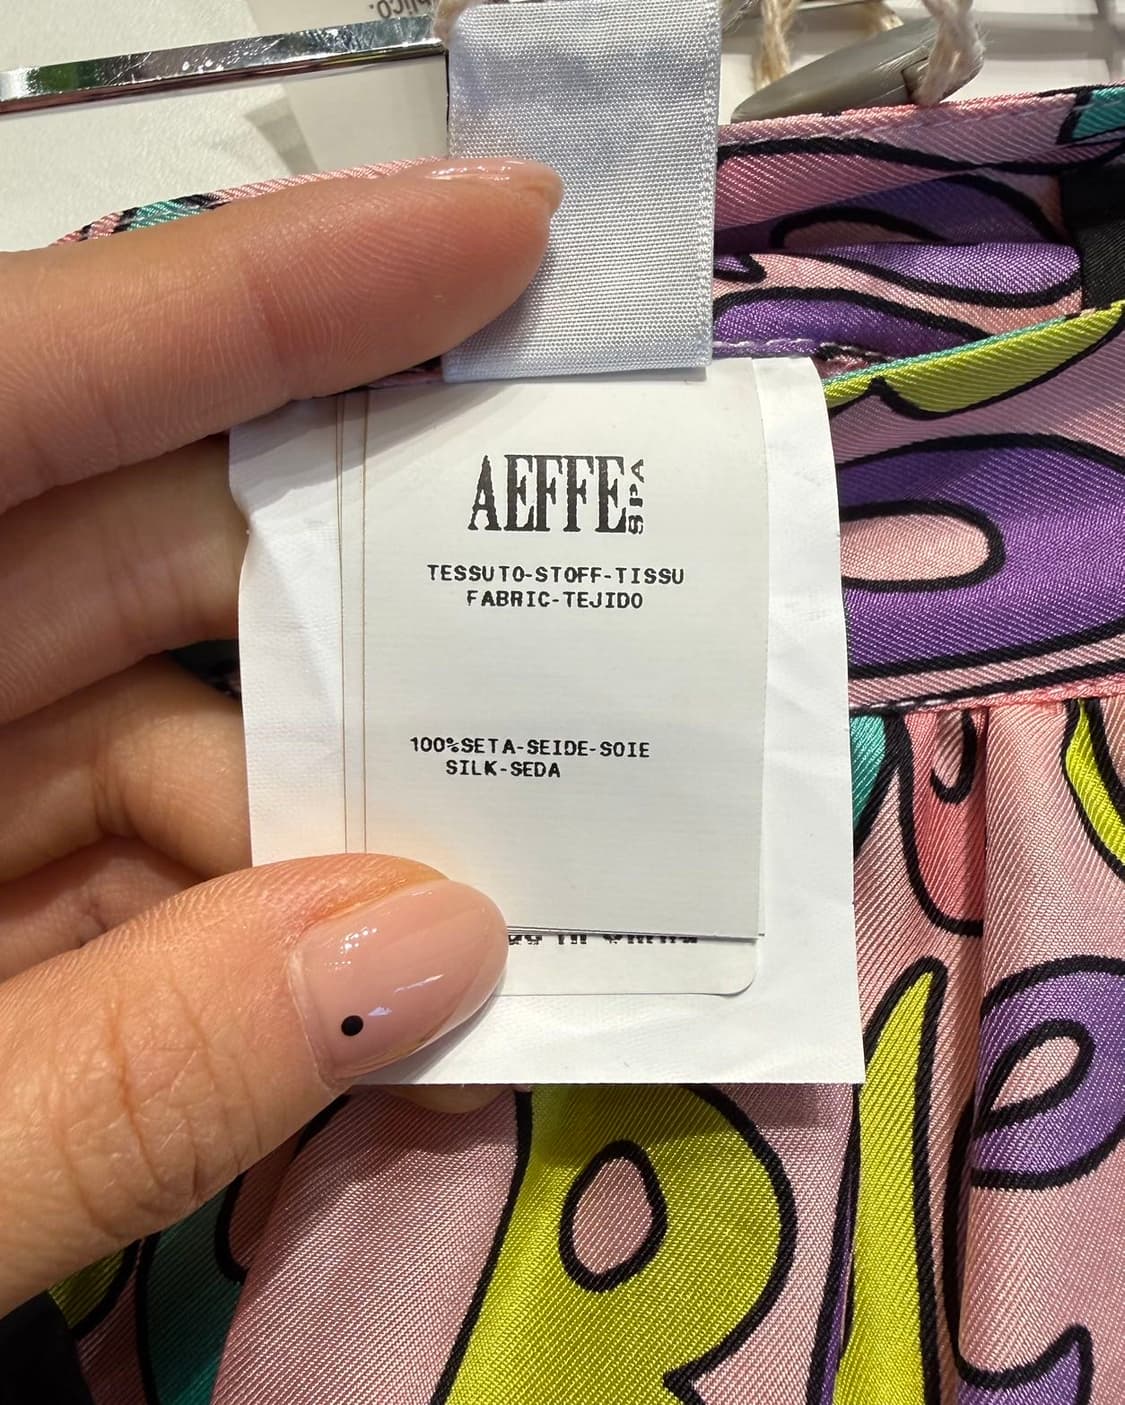 AEFFE SPA
TESSUTO-STOFF-TISSU
FABRIC-TEJIDO
100%SETA-SEIDE-SOIE
SILK-SEDA